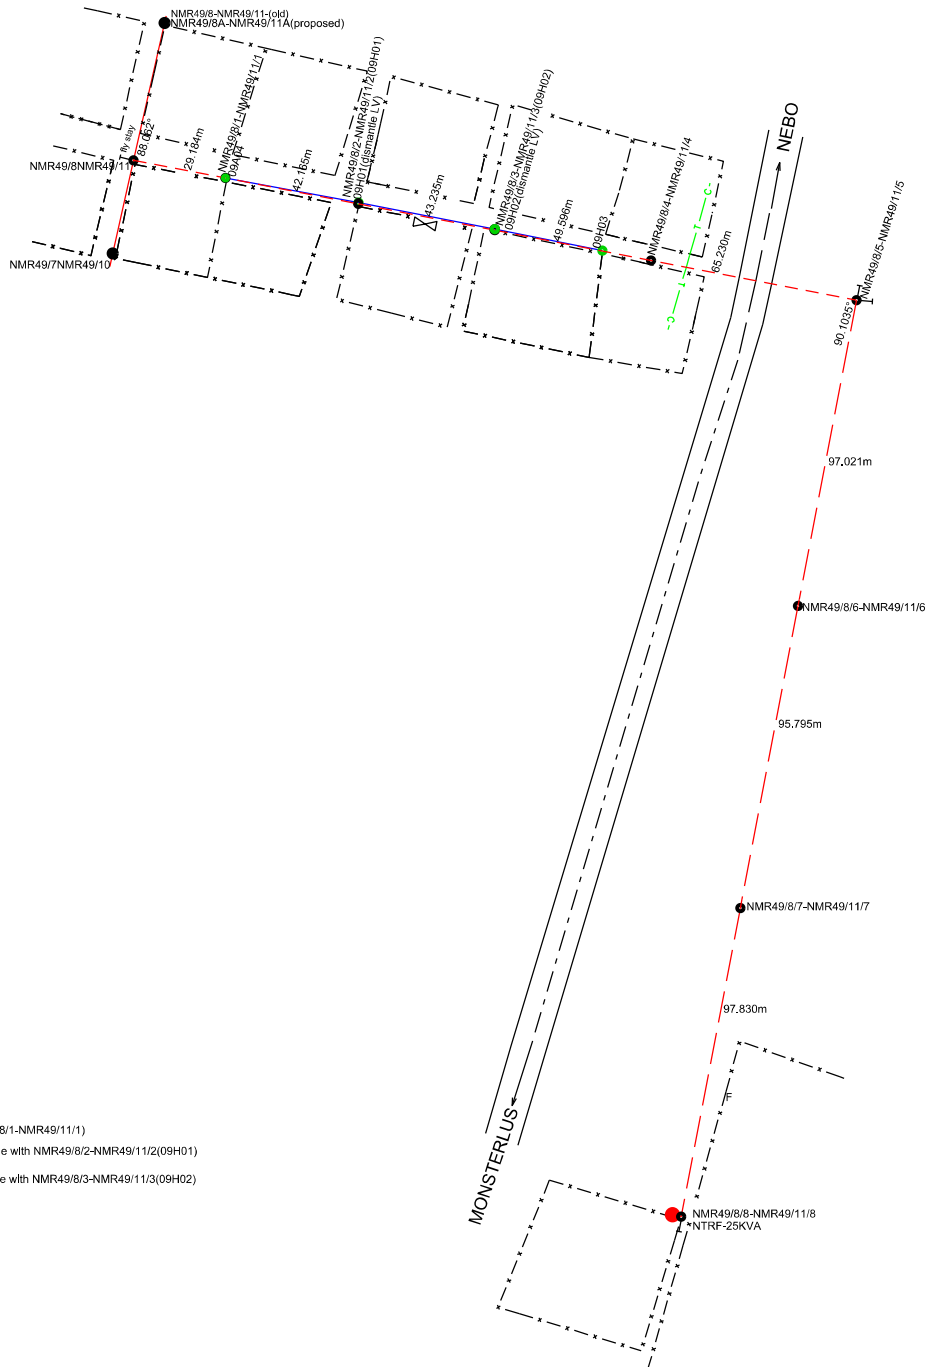 NMR49/8-NMR49/11-(old)
NMR49/8A-NMR49/11A(proposed)
fly stay
88.062°
NMR49/8NMR49/11
29.184m
NMR49/8/1-NMR49/11/1
09A04
42.165m
NMR49/8/2-NMR49/11/2(09H01)
09H01(dismantle LV)
43.235m
NMR49/8/3-NMR49/11/3(09H02)
09H02(dismantle LV)
49.596m
09H03
NMR49/8/4-NMR49/11/4
C
T
T
C
65.230m
NEBO
NMR49/8/5-NMR49/11/5
90.1035°
NMR49/7NMR49/10
97.021m
NMR49/8/6-NMR49/11/6
95.795m
NMR49/8/7-NMR49/11/7
97.830m
F
8/1-NMR49/11/1)
e with NMR49/8/2-NMR49/11/2(09H01)
e with NMR49/8/3-NMR49/11/3(09H02)
MONSTERLUS
NMR49/8/8-NMR49/11/8
NTRF-25KVA